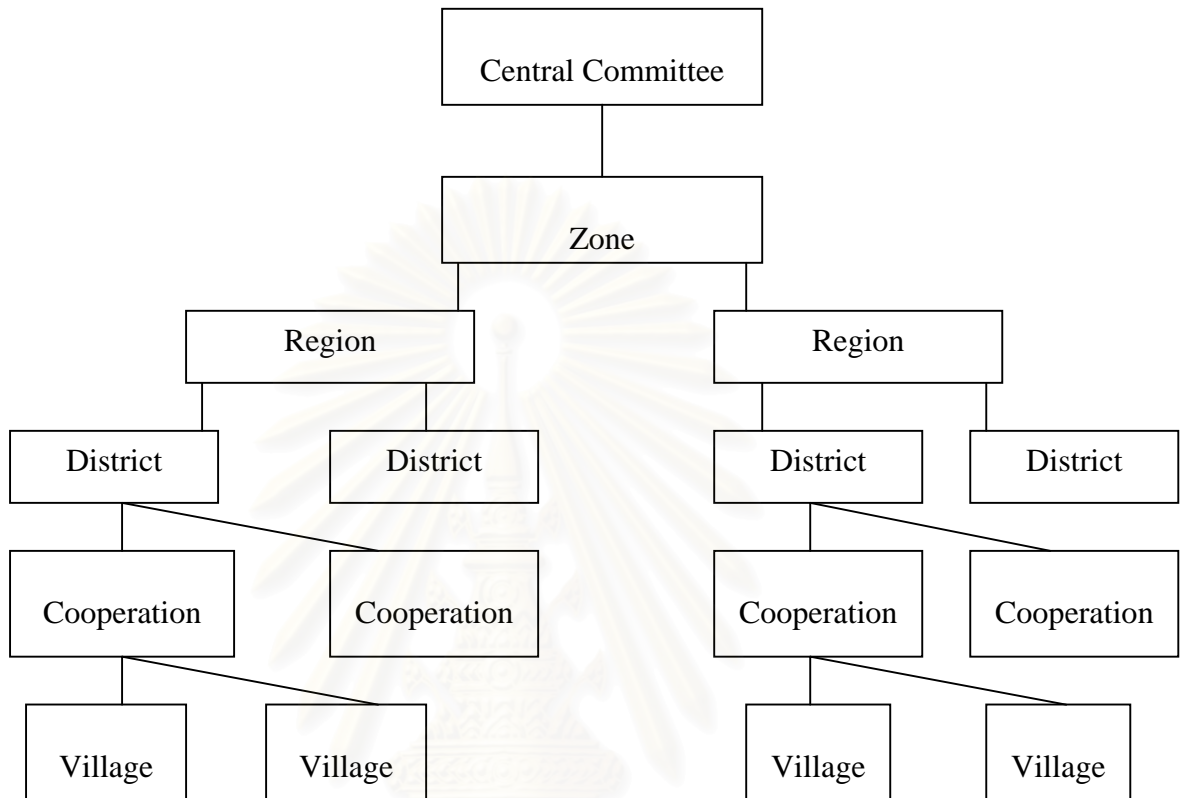 Central Committee
Zone
Region Region
District District District District
Cooperation Cooperation Cooperation Cooperation
Village Village Village Village